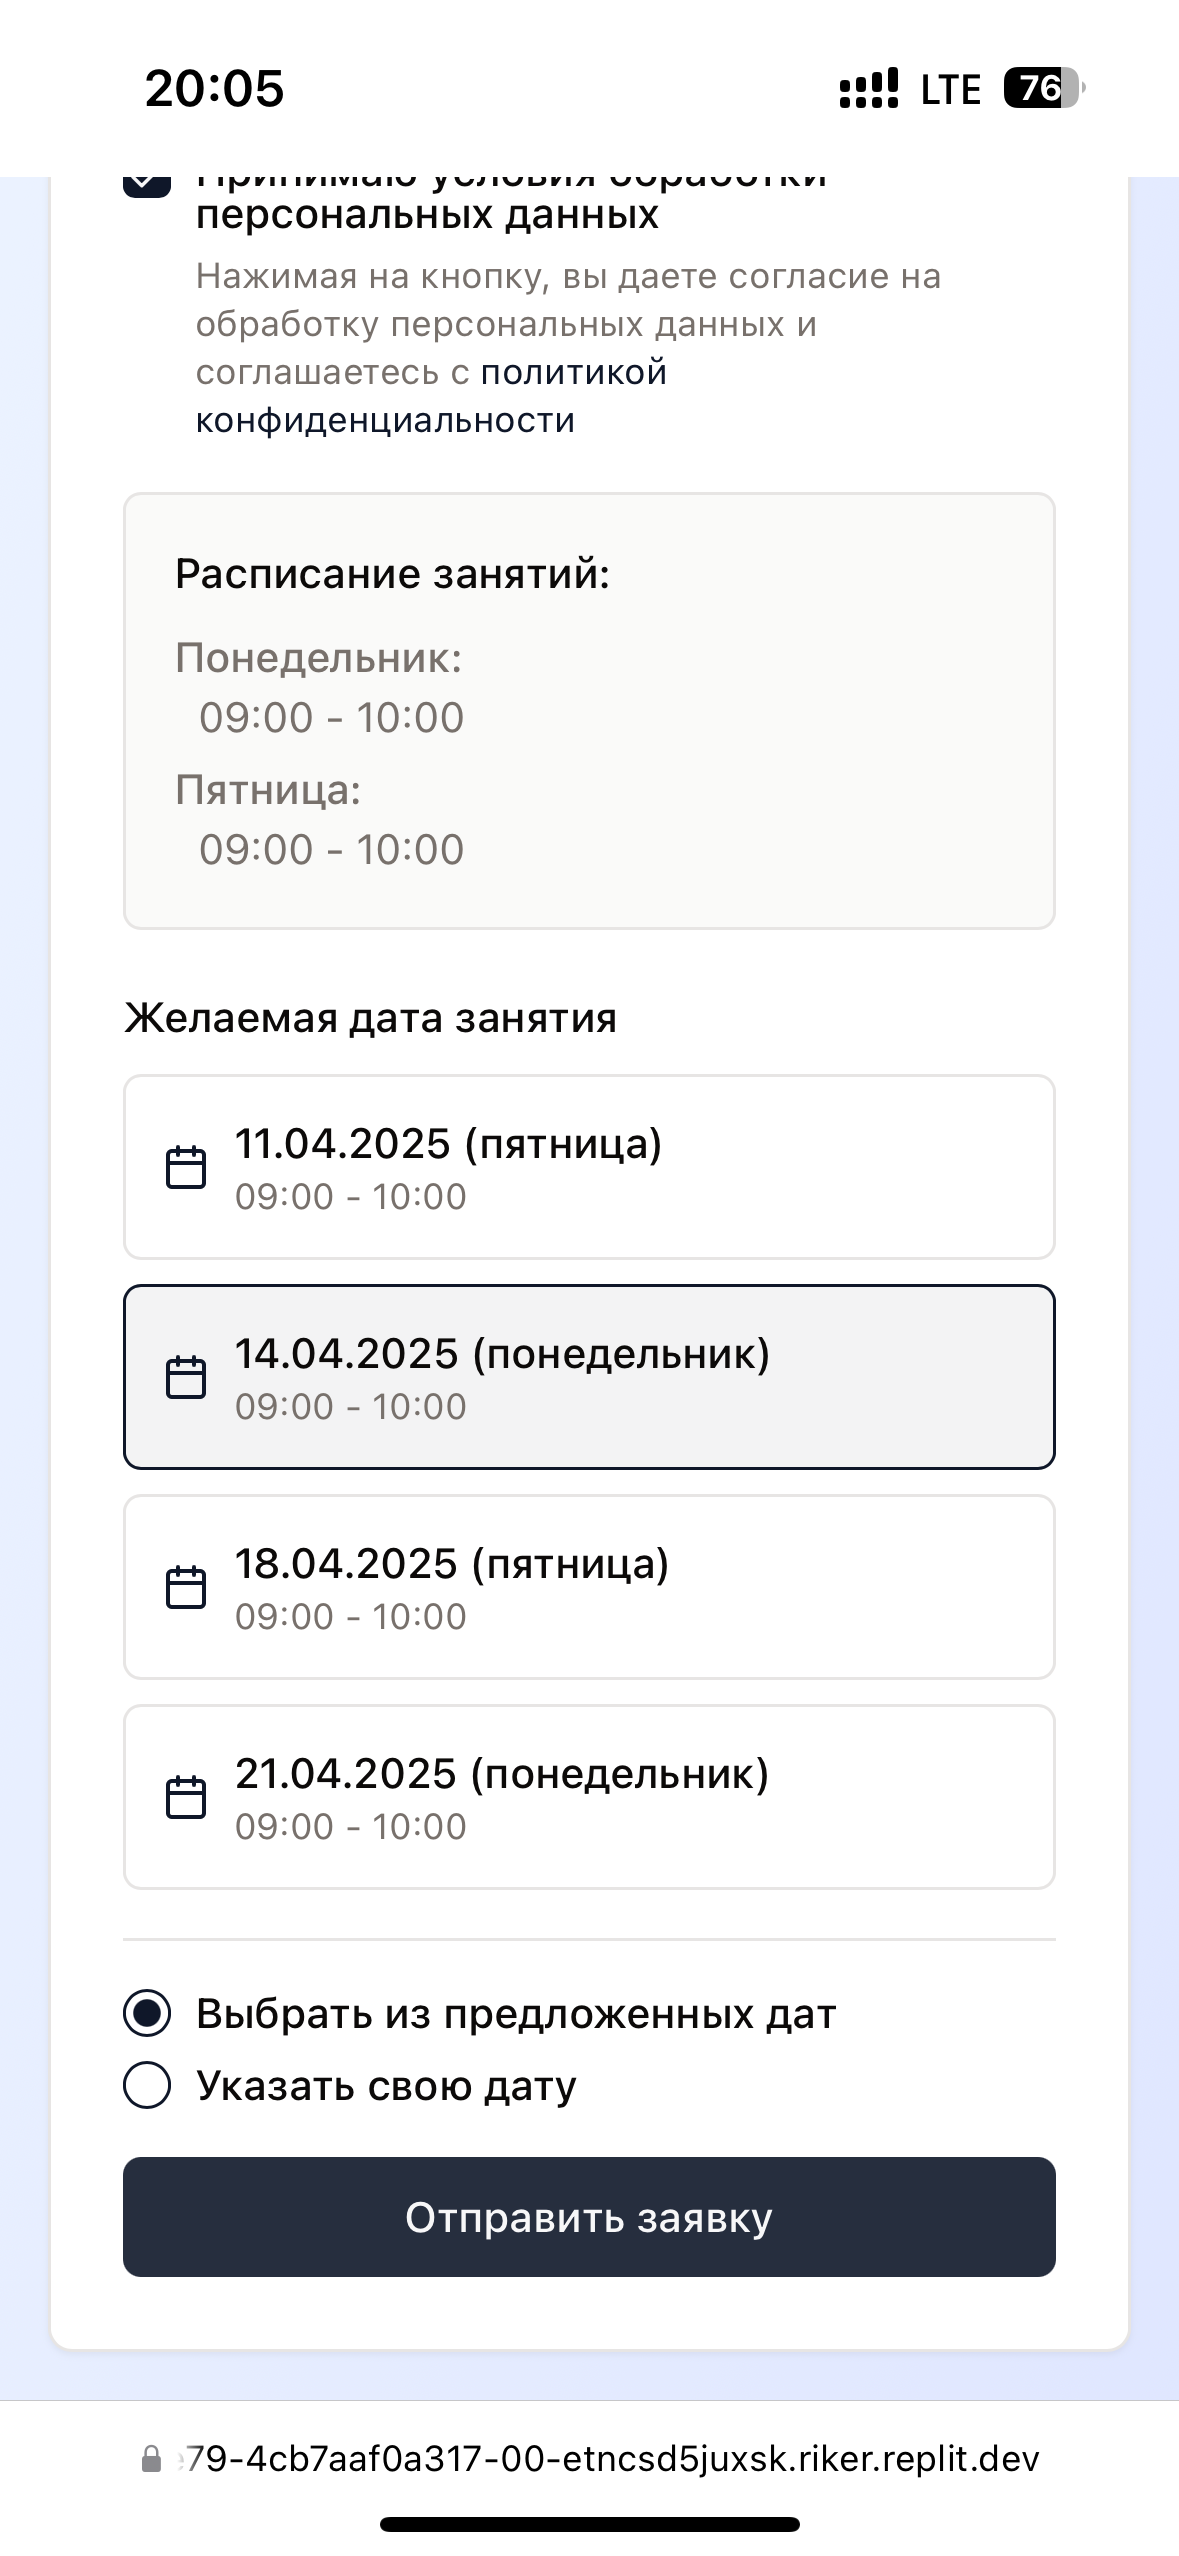 20:05
LTE
76
Принимаю условия обработки
персональных данных
Нажимая на кнопку, вы даете согласие на
обработку персональных данных и
соглашаетесь с политикой
конфиденциальности
Расписание занятий:
Понедельник:
09:00 - 10:00
Пятница:
09:00 - 10:00
Желаемая дата занятия
11.04.2025 (пятница)
09:00 - 10:00
14.04.2025 (понедельник)
09:00 - 10:00
18.04.2025 (пятница)
09:00 - 10:00
21.04.2025 (понедельник)
09:00 - 10:00
Выбрать из предложенных дат
Указать свою дату
Отправить заявку
e79-4cb7aaf0a317-00-etncsd5juxsk.riker.replit.dev